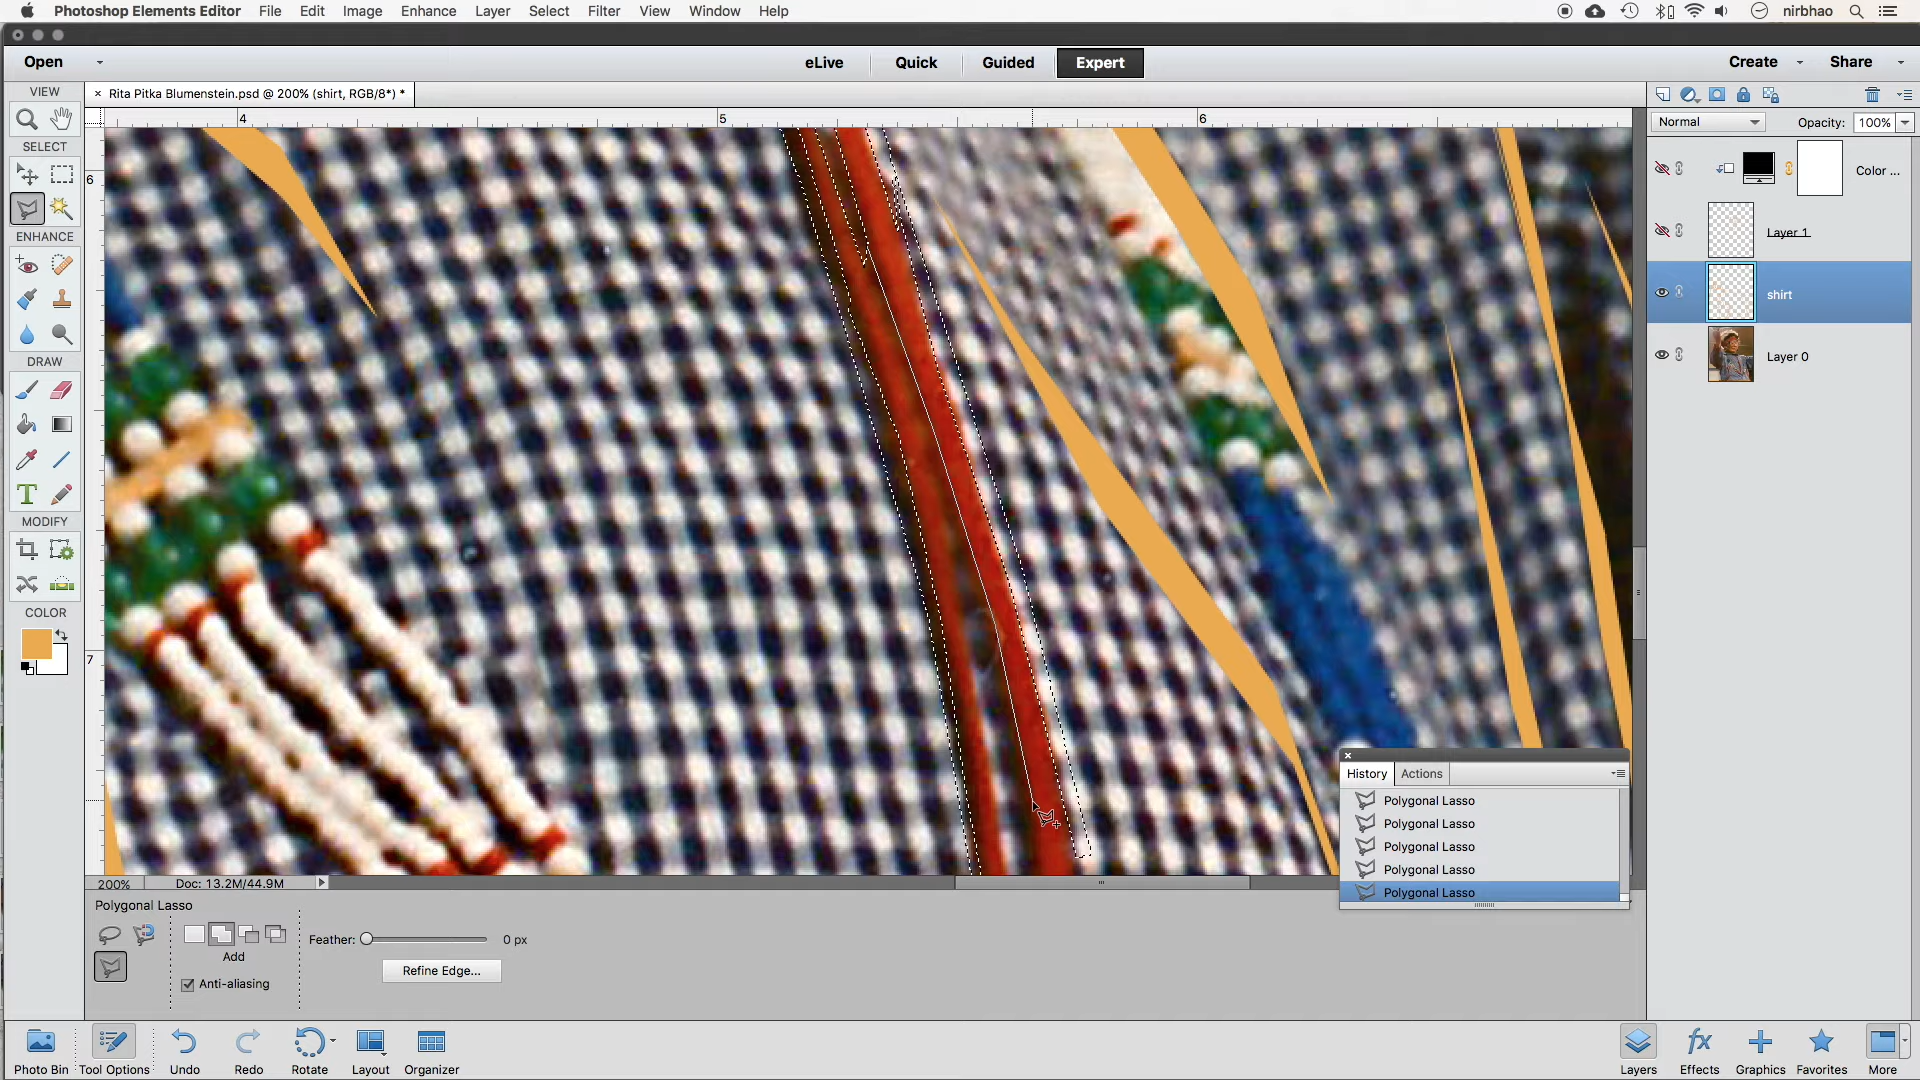 Photoshop Elements Editor File Edit Image Enhance Layer Select Filter View Window Help nirbhao
Open eLive Quick Guided Expert Create Share
VIEW
× Rita Pitka Blumenstein.psd @ 200% (shirt, RGB/8*) *
4 5 6
6
7
SELECT
ENHANCE
DRAW
MODIFY
COLOR
Normal Opacity: 100%
Color ...
Layer 1
shirt
Layer 0
History Actions
Polygonal Lasso
Polygonal Lasso
Polygonal Lasso
Polygonal Lasso
Polygonal Lasso
200% Doc: 13.2M/44.9M
Polygonal Lasso
Add
Feather: 0 px
Refine Edge...
Anti-aliasing
Photo Bin Tool Options Undo Redo Rotate Layout Organizer Layers Effects Graphics Favorites More